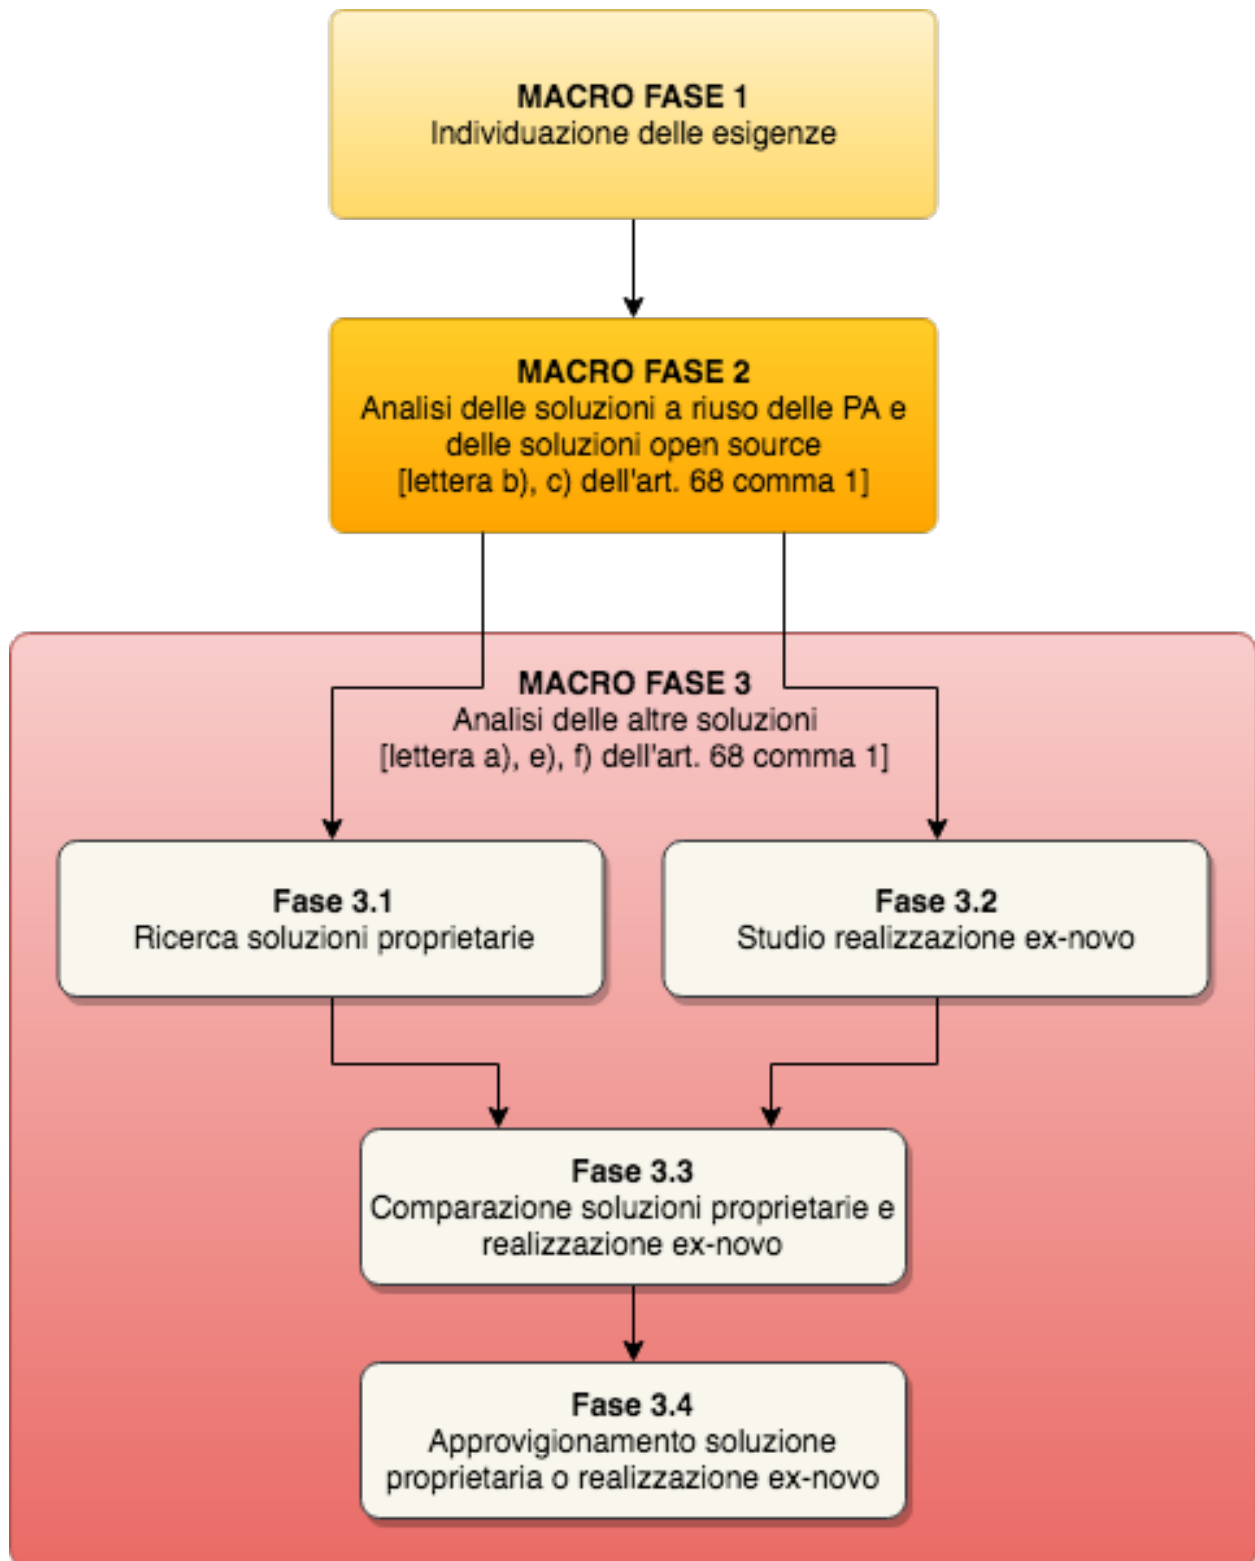 MACRO FASE 1
Individuazione delle esigenze
MACRO FASE 2
Analisi delle soluzioni a riuso delle PA e
delle soluzioni open source
[lettera b), c) dell'art. 68 comma 1]
MACRO FASE 3
Analisi delle altre soluzioni
[lettera a), e), f) dell'art. 68 comma 1]
Fase 3.1
Ricerca soluzioni proprietarie
Fase 3.2
Studio realizzazione ex-novo
Fase 3.3
Comparazione soluzioni proprietarie e
realizzazione ex-novo
Fase 3.4
Approvigionamento soluzione
proprietaria o realizzazione ex-novo